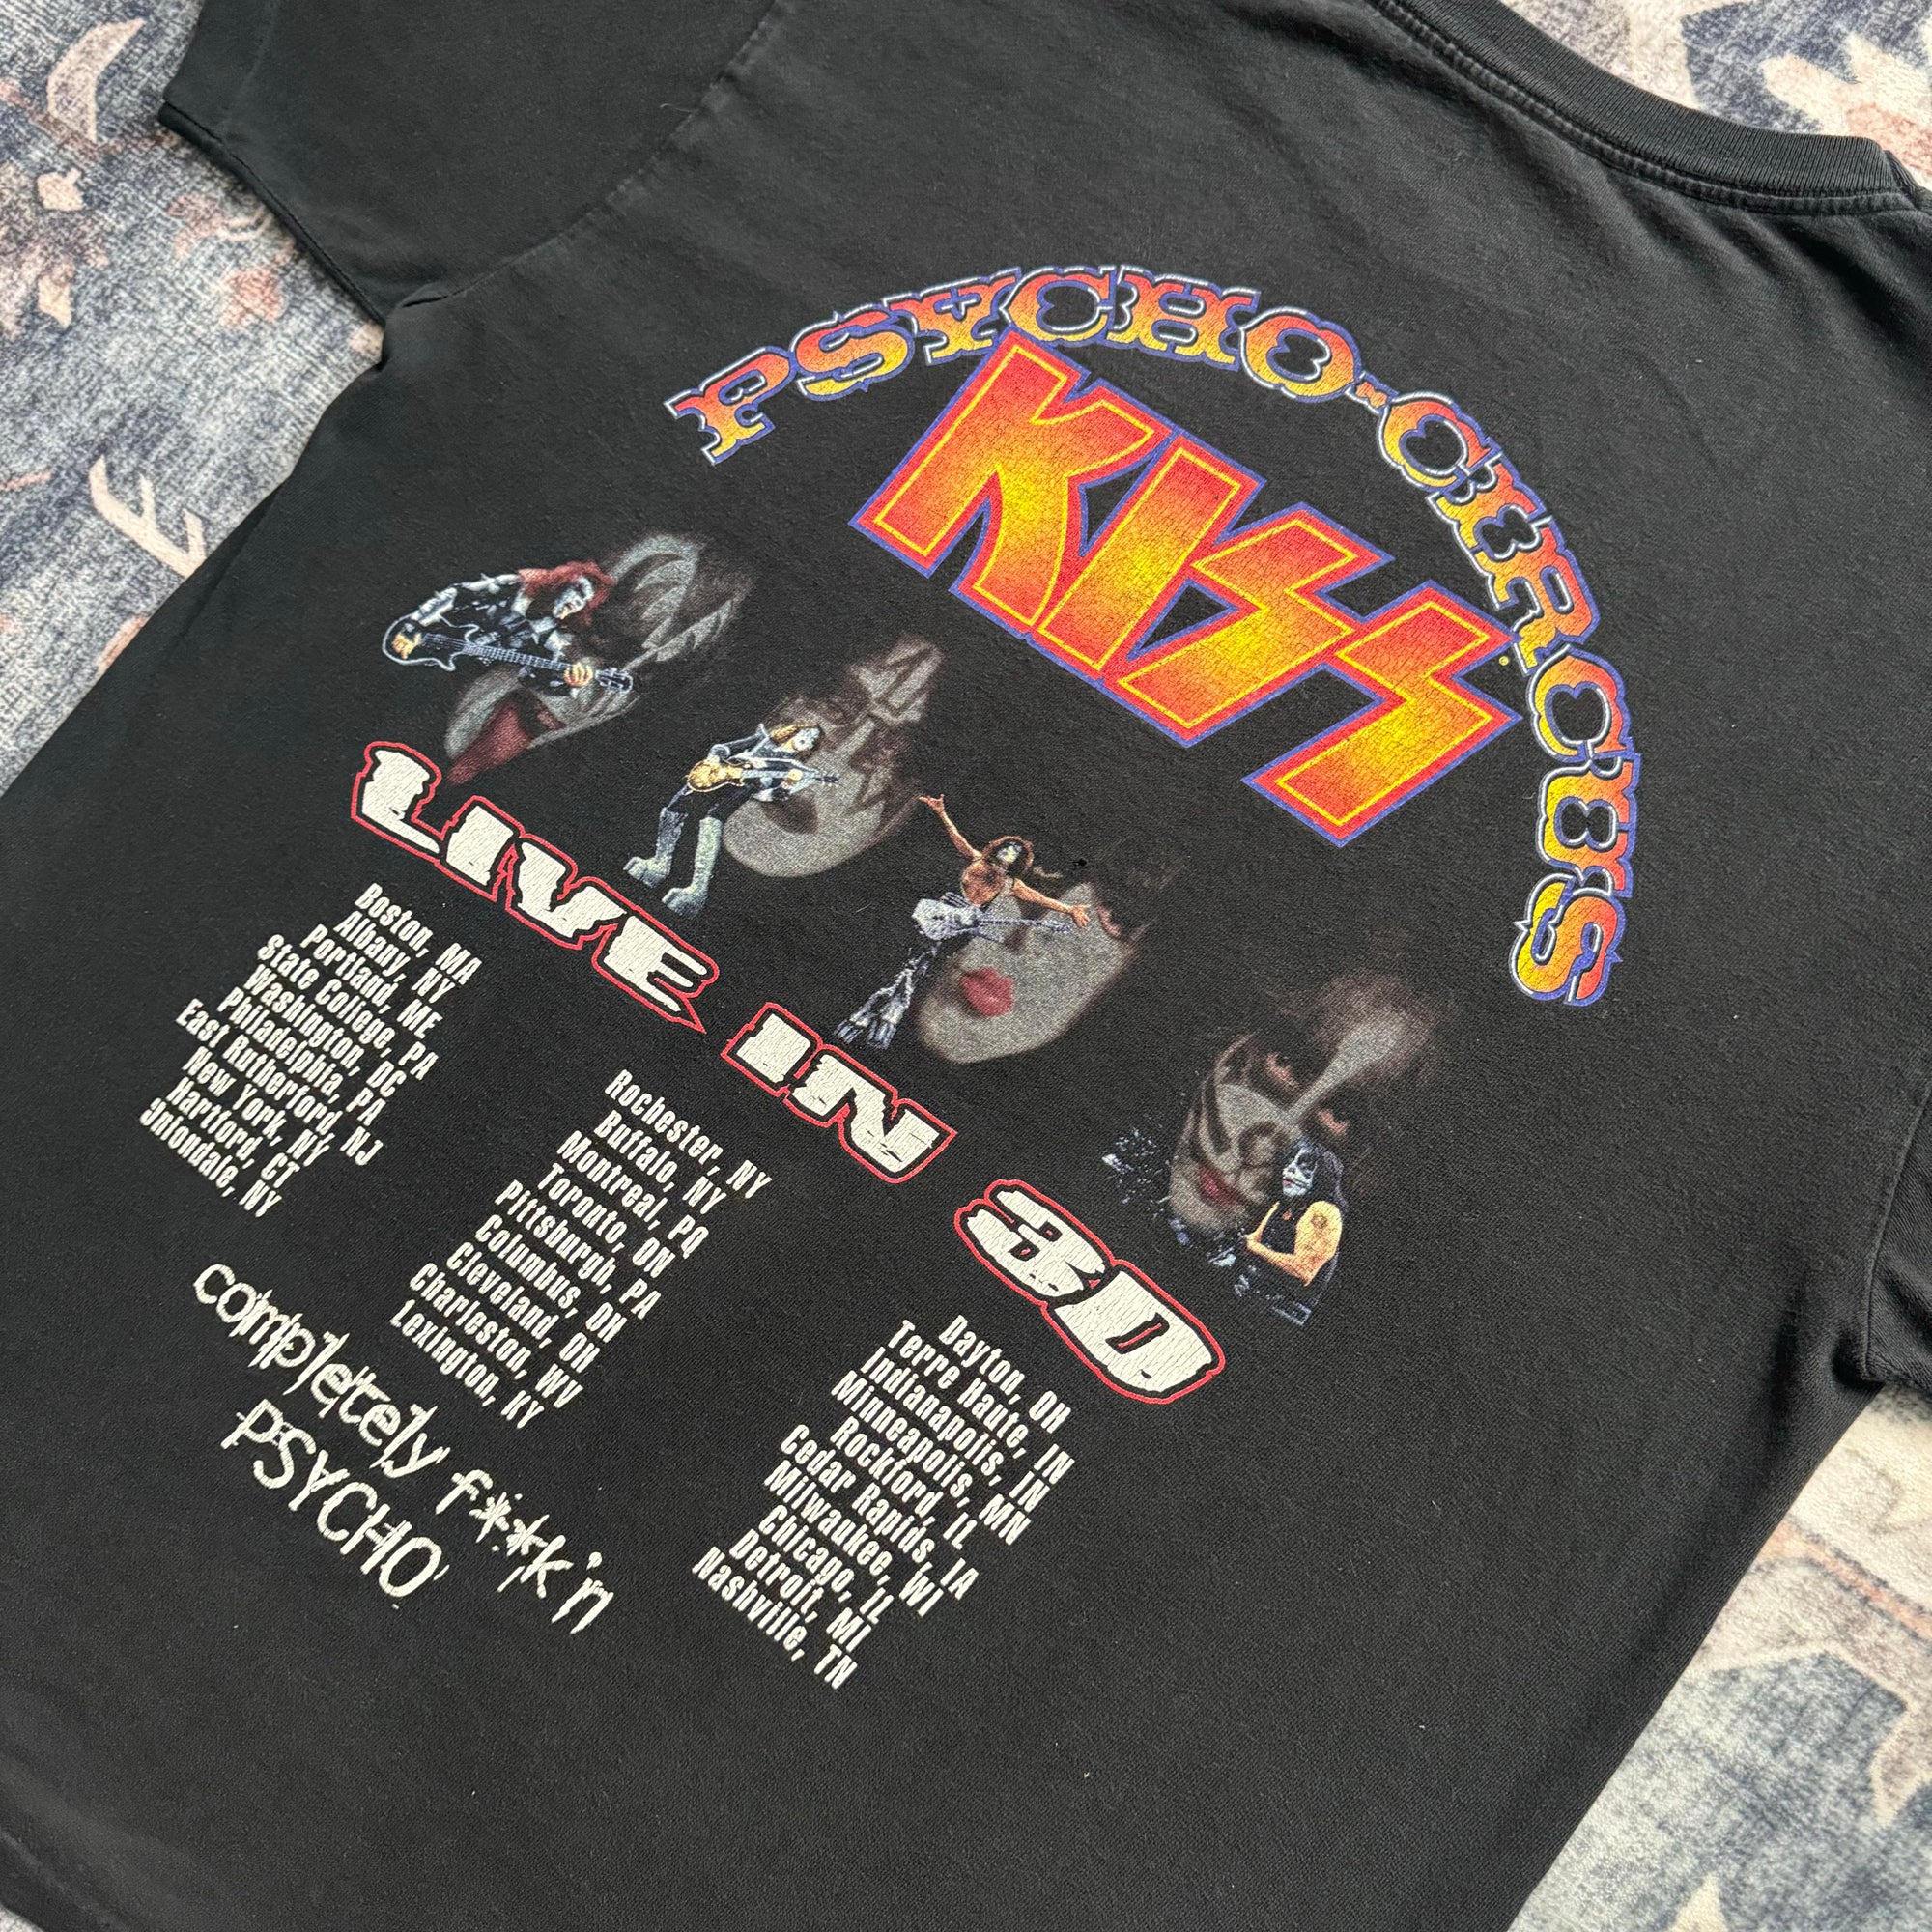 PSYCHO-CIRCUS
KISS
LIVE IN 3D
Boston, MA
Albany, NY
Portland, ME
State College, PA
Washington, DC
Philadelphia, PA
East Rutherford, NJ
New York, NY
Hartford, CT
Uniondale, NY
Rochester, NY
Buffalo, NY
Montreal, PQ
Toronto, ON
Pittsburgh, PA
Columbus, OH
Cleveland, OH
Charleston, WV
Lexington, KY
Dayton, OH
Terre Haute, IN
Indianapolis, IN
Minneapolis, MN
Rockford, IL
Cedar Rapids, IA
Milwaukee, WI
Chicago, IL
Detroit, MI
Nashville, TN
completely f**k'n
PSYCHO